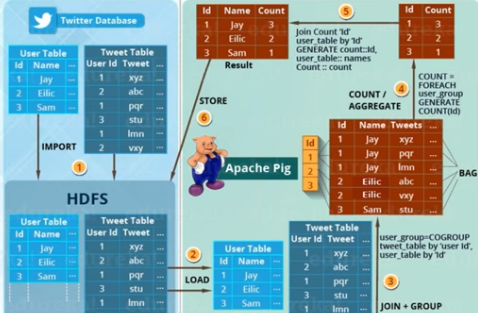 Twitter Database
User Table
Id Name ...
1 Jay ...
2 Eilic ...
3 Sam ...
Tweet Table
User Id Tweet ...
1 xyz ...
2 abc ...
1 pqr ...
3 stu ...
1 lmn ...
2 vxy ...
IMPORT
1
HDFS
User Table
Id Name ...
1 Jay ...
2 Eilic ...
3 Sam ...
Tweet Table
User Id Tweet ...
1 xyz ...
2 abc ...
1 pqr ...
3 stu ...
1 lmn ...
2
LOAD
User Table
Id Name ...
1 Jay ...
2 Eilic ...
3 Sam ...
Tweet Table
User Id Tweet ...
1 xyz ...
2 abc ...
1 pqr ...
3 stu ...
1 lmn ...
3
JOIN + GROUP
user_group=COGROUP
tweet_table by 'user Id',
user_table by 'Id'
Id
1
2
3
Id Name Tweets ...
1 Jay xyz ...
1 Jay pqr ...
1 Jay lmn ...
2 Eilic abc ...
2 Eilic vxy ...
3 Sam stu ...
BAG
COUNT /
AGGREGATE
4
COUNT =
FOREACH
user_group
GENERATE
COUNT(Id)
Id Count
1 3
2 2
3 1
5
Join Count 'Id'
user_table by 'Id'
GENERATE count::Id,
user_table:: names
Count :: count
Id Name Count
1 Jay 3
2 Eilic 2
3 Sam 1
Result
STORE
6
Apache Pig